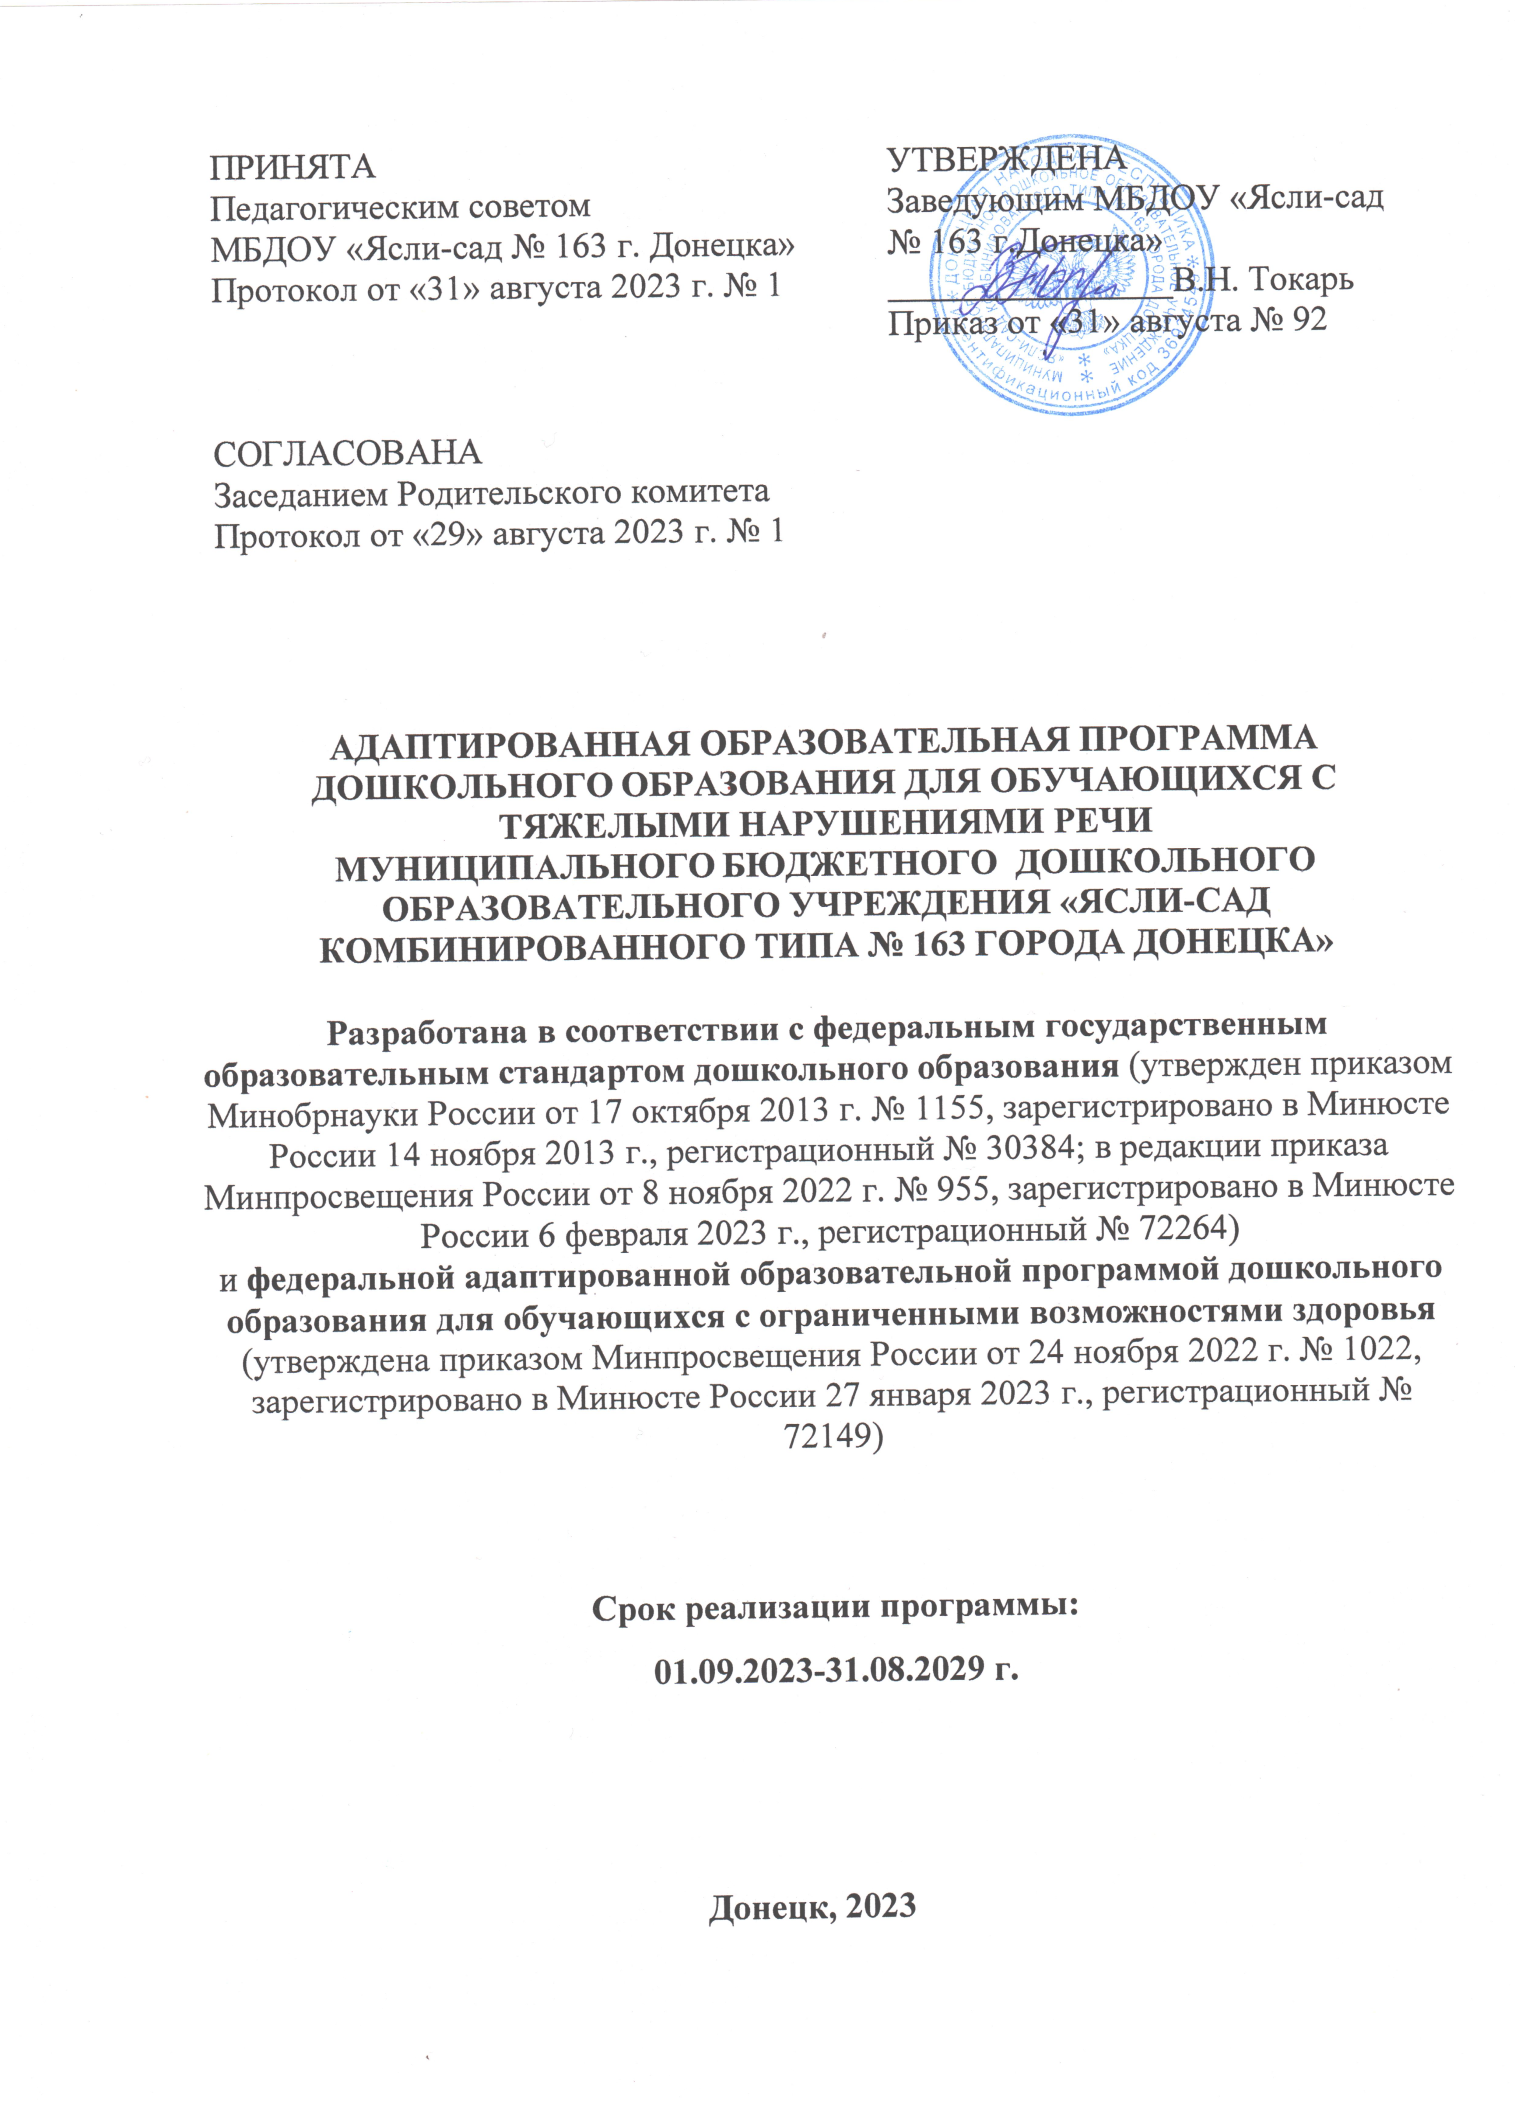 ПРИНЯТА
Педагогическим советом
МБДОУ «Ясли-сад № 163 г. Донецка»
Протокол от «31» августа 2023 г. № 1
УТВЕРЖДЕНА
Заведующим МБДОУ «Ясли-сад
№ 163 г.Донецка»
________________В.Н. Токарь
Приказ от «31» августа № 92
СОГЛАСОВАНА
Заседанием Родительского комитета
Протокол от «29» августа 2023 г. № 1
АДАПТИРОВАННАЯ ОБРАЗОВАТЕЛЬНАЯ ПРОГРАММА
ДОШКОЛЬНОГО ОБРАЗОВАНИЯ ДЛЯ ОБУЧАЮЩИХСЯ С
ТЯЖЕЛЫМИ НАРУШЕНИЯМИ РЕЧИ
МУНИЦИПАЛЬНОГО БЮДЖЕТНОГО ДОШКОЛЬНОГО
ОБРАЗОВАТЕЛЬНОГО УЧРЕЖДЕНИЯ «ЯСЛИ-САД
КОМБИНИРОВАННОГО ТИПА № 163 ГОРОДА ДОНЕЦКА»
Разработана в соответствии с федеральным государственным
образовательным стандартом дошкольного образования (утвержден приказом
Минобрнауки России от 17 октября 2013 г. № 1155, зарегистрировано в Минюсте
России 14 ноября 2013 г., регистрационный № 30384; в редакции приказа
Минпросвещения России от 8 ноября 2022 г. № 955, зарегистрировано в Минюсте
России 6 февраля 2023 г., регистрационный № 72264)
и федеральной адаптированной образовательной программой дошкольного
образования для обучающихся с ограниченными возможностями здоровья
(утверждена приказом Минпросвещения России от 24 ноября 2022 г. № 1022,
зарегистрировано в Минюсте России 27 января 2023 г., регистрационный №
72149)
Срок реализации программы:
01.09.2023-31.08.2029 г.
Донецк, 2023